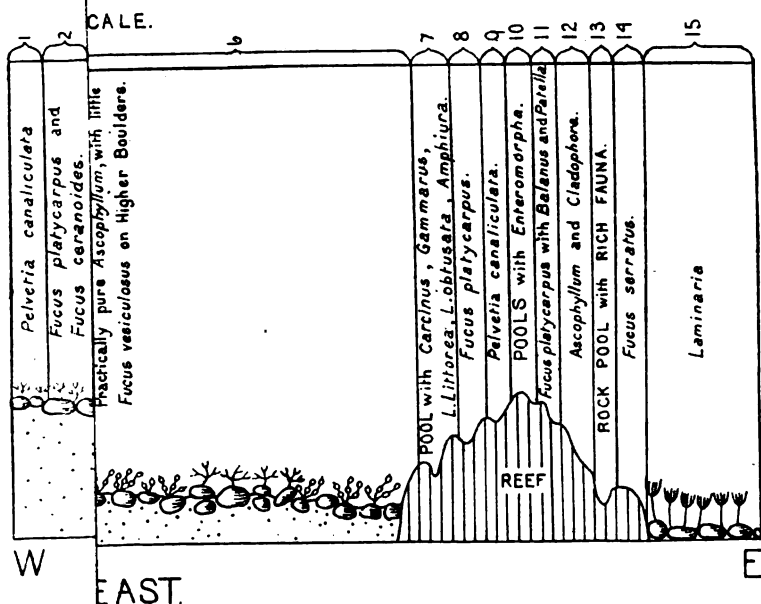 CALE.
1
2
6
7
8
9
10
11
12
13
14
15
Pelvetia canaliculata
Fucus platycarpus and
Fucus ceranoides.
Practically pure Ascophyllum, with little
Fucus vesiculosus on Higher Boulders.
POOL with Carcinus, Gammarus,
L. Littorea, L. obtusata, Amphiura.
Fucus platycarpus.
Pelvetia canaliculata.
POOLS with Enteromorpha.
Fucus platycarpus with Balanus and Patella
Ascophyllum and Cladophora.
ROCK POOL with RICH FAUNA.
Fucus serratus.
Laminaria
REEF
W
E
EAST.